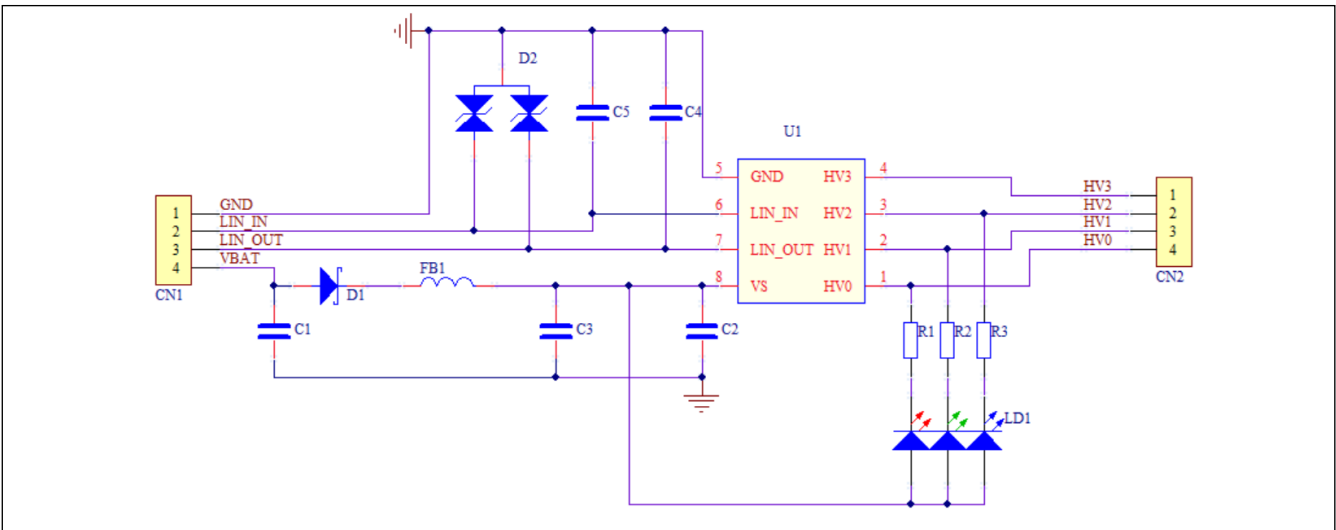 D2
C5
C4
U1
5
GND
HV3
4
6
LIN_IN
HV2
3
7
LIN_OUT
HV1
2
8
VS
HV0
1
1
2
3
4
CN1
GND
LIN_IN
LIN_OUT
VBAT
D1
FB1
C1
C3
C2
HV3
HV2
HV1
HV0
1
2
3
4
CN2
R1
R2
R3
LD1